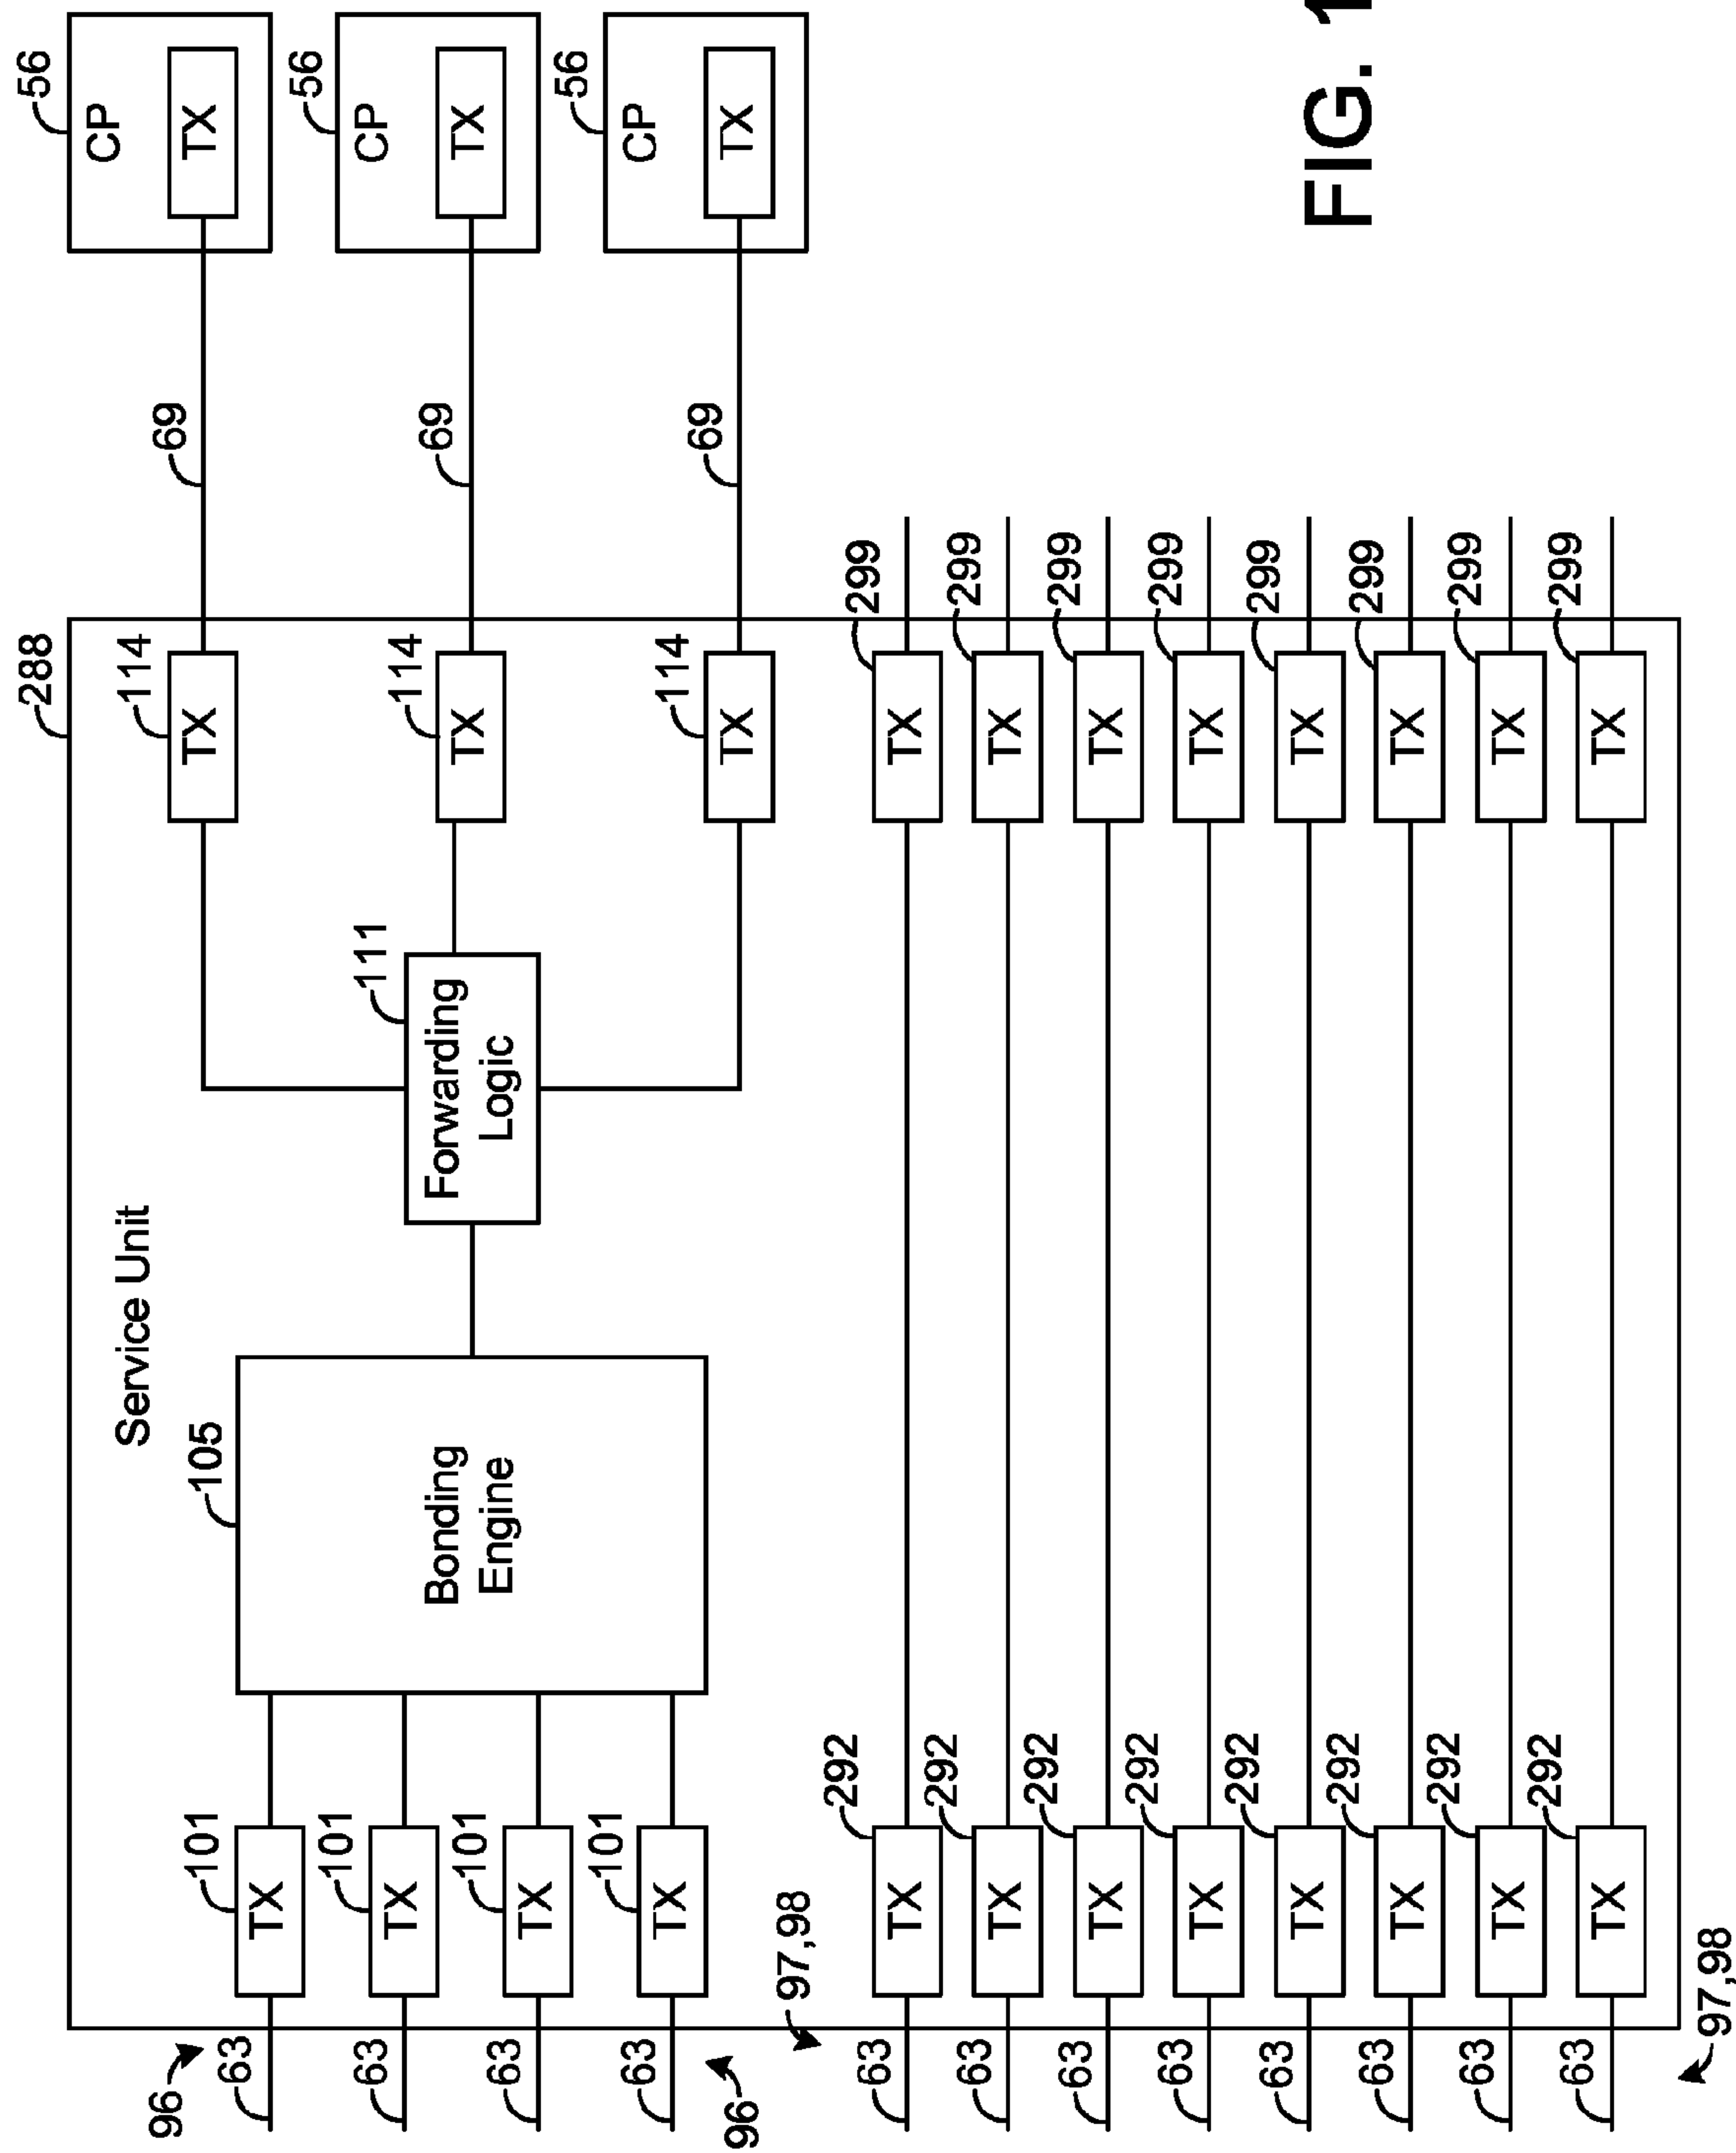 288
56
Service Unit
CP
96
63
101
TX
105
114
TX
69
TX
63
101
TX
Bonding
Engine
111
Forwarding
Logic
114
TX
69
56
CP
TX
63
101
TX
63
101
TX
96
114
TX
69
56
CP
TX
97,98
63
292
TX
TX
299
63
292
TX
TX
299
63
292
TX
TX
299
63
292
TX
TX
299
63
292
TX
TX
299
63
292
TX
TX
299
63
292
TX
TX
299
63
292
TX
TX
299
97,98
FIG. 1